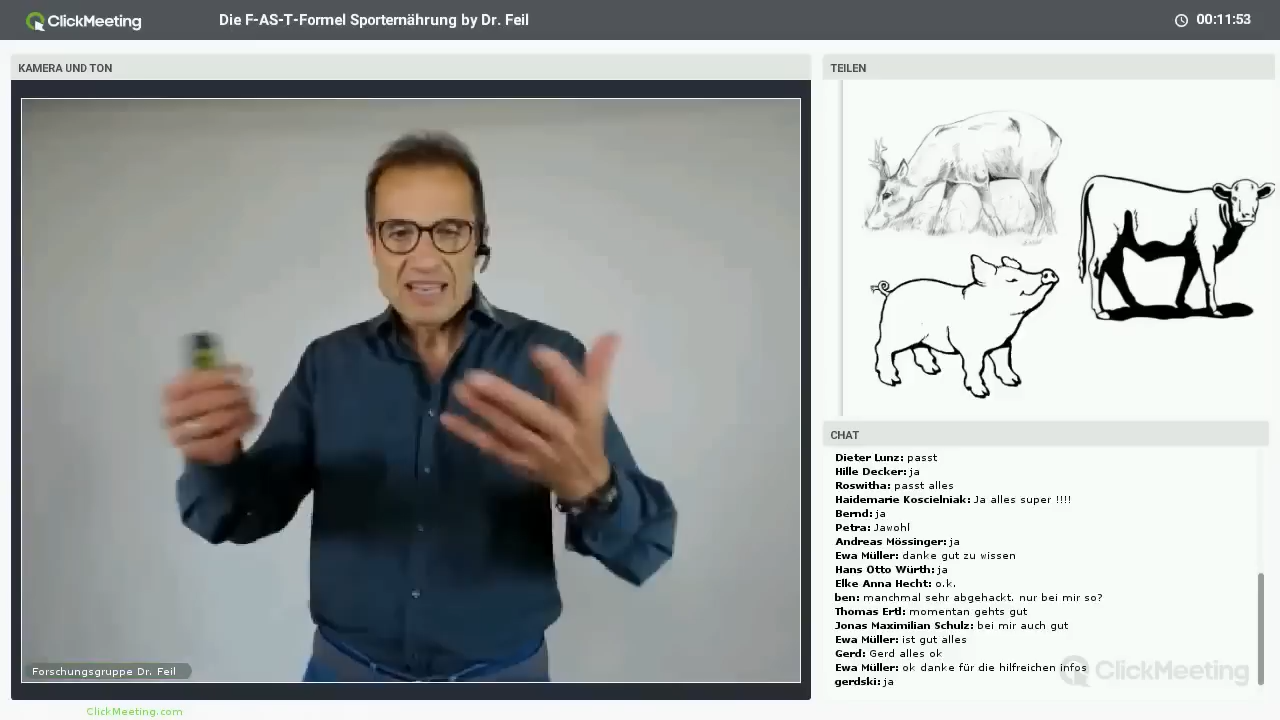 ClickMeeting
Die F-AS-T-Formel Sporternährung by Dr. Feil
00:11:53
KAMERA UND TON
Forschungsgruppe Dr. Feil
ClickMeeting.com
TEILEN
CHAT
Dieter Lunz: passt
Hille Decker: ja
Roswitha: passt alles
Haidemarie Koscielniak: Ja alles super !!!!
Bernd: ja
Petra: Jawohl
Andreas Mössinger: ja
Ewa Müller: danke gut zu wissen
Hans Otto Würth: ja
Elke Anna Hecht: o.k.
ben: manchmal sehr abgehackt. nur bei mir so?
Thomas Ertl: momentan gehts gut
Jonas Maximilian Schulz: bei mir auch gut
Ewa Müller: ist gut alles
Gerd: Gerd alles ok
Ewa Müller: ok danke für die hilfreichen infos
gerdski: ja
ClickMeeting